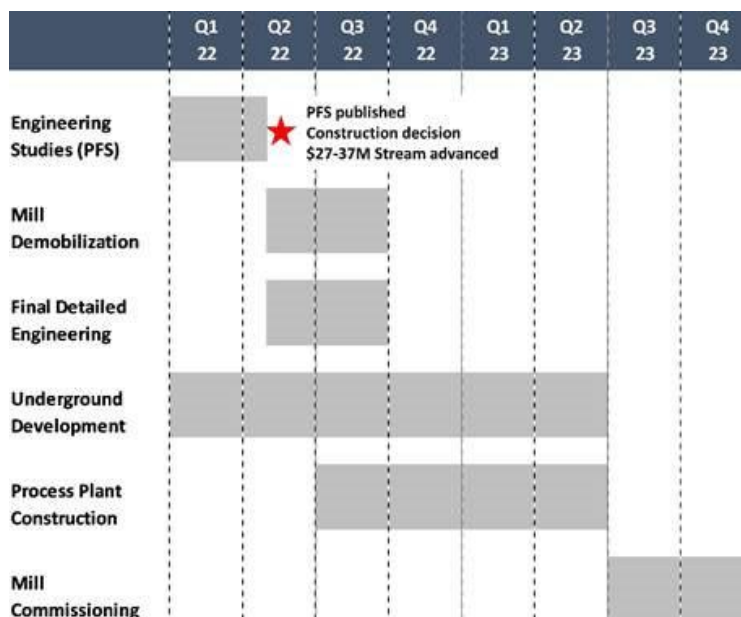 Q1 Q2 Q3 Q4 Q1 Q2 Q3 Q4
22 22 22 22 23 23 23 23
PFS published
Engineering Construction decision
Studies (PFS) $27-37M Stream advanced
Mill
Demobilization
Final Detailed
Engineering
Underground
Development
Process Plant
Construction
Mill
Commissioning